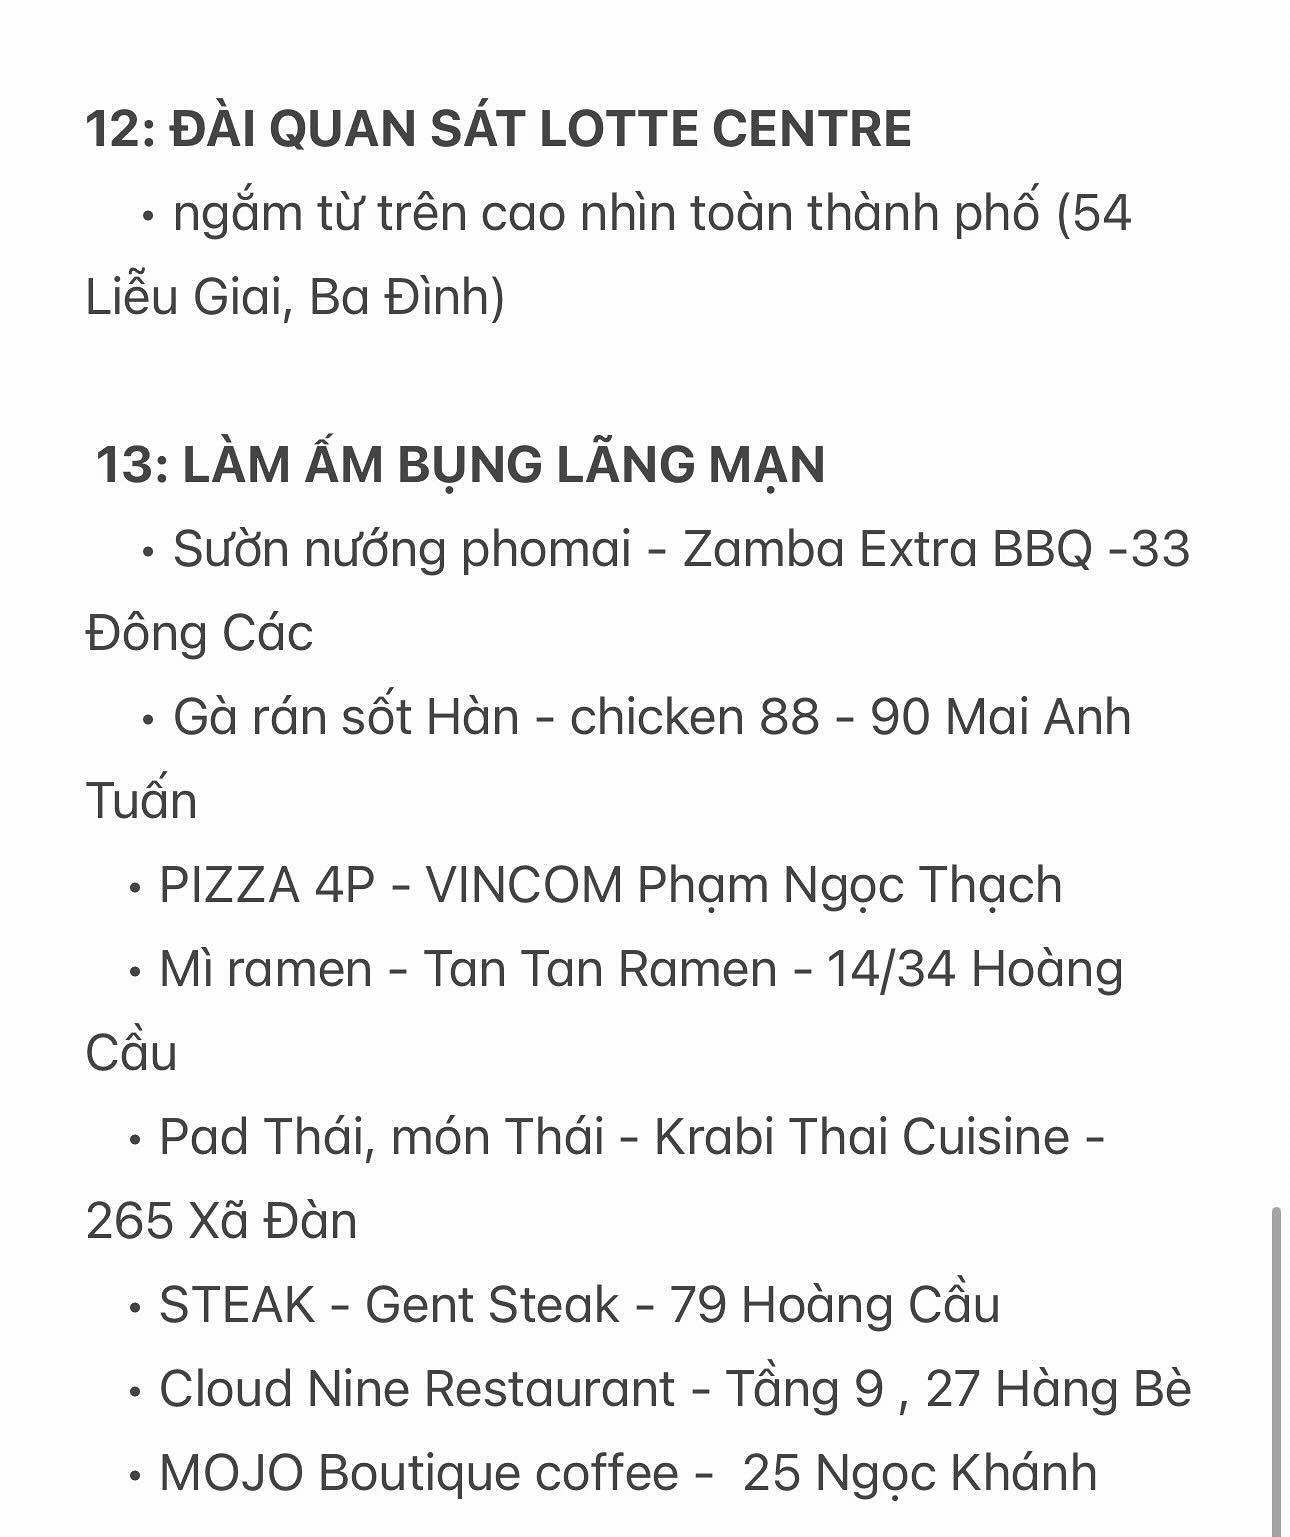 12: ĐÀI QUAN SÁT LOTTE CENTRE
• ngắm từ trên cao nhìn toàn thành phố (54
Liễu Giai, Ba Đình)
13: LÀM ẤM BỤNG LÃNG MẠN
• Sườn nướng phomai - Zamba Extra BBQ -33
Đông Các
• Gà rán sốt Hàn - chicken 88 - 90 Mai Anh
Tuấn
• PIZZA 4P - VINCOM Phạm Ngọc Thạch
• Mì ramen - Tan Tan Ramen - 14/34 Hoàng
Cầu
• Pad Thái, món Thái - Krabi Thai Cuisine -
265 Xã Đàn
• STEAK - Gent Steak - 79 Hoàng Cầu
• Cloud Nine Restaurant - Tầng 9 , 27 Hàng Bè
• MOJO Boutique coffee -  25 Ngọc Khánh